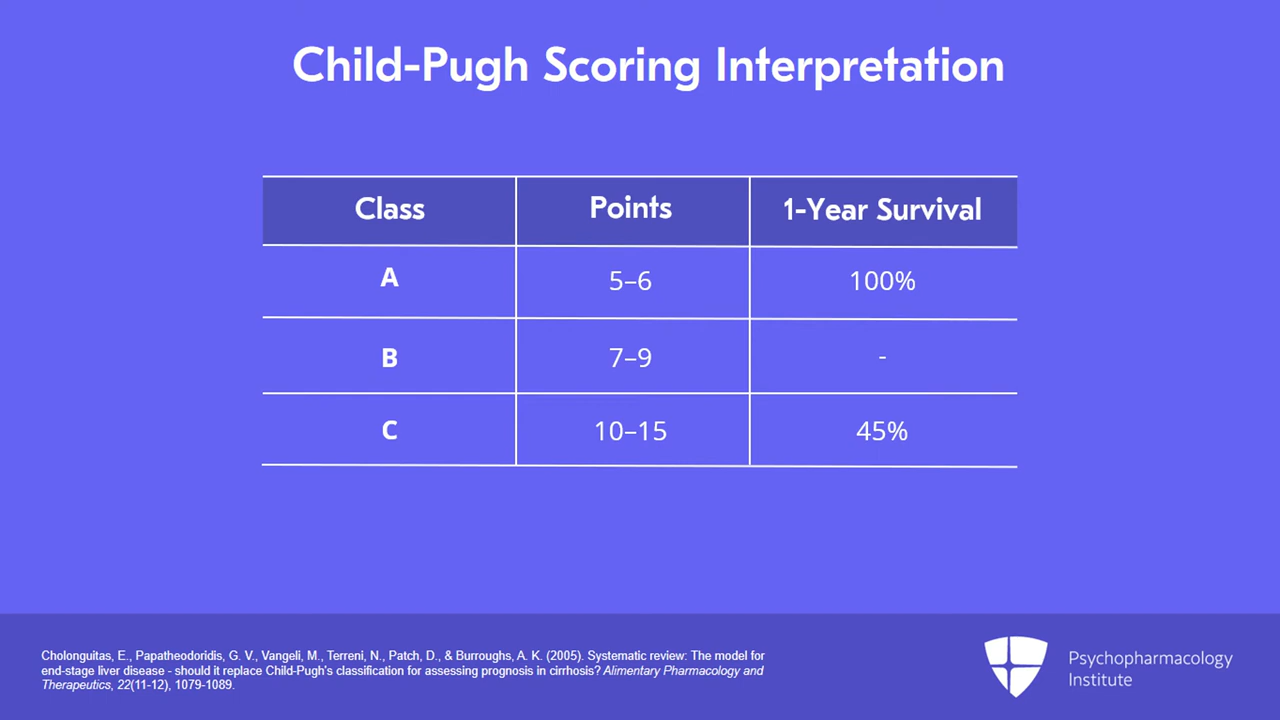 Child-Pugh Scoring Interpretation
Class Points 1-Year Survival
A 5–6 100%
B 7–9 -
C 10–15 45%
Cholonguitas, E., Papatheodoridis, G. V., Vangeli, M., Terreni, N., Patch, D., & Burroughs, A. K. (2005). Systematic review: The model for
end-stage liver disease - should it replace Child-Pugh's classification for assessing prognosis in cirrhosis? Alimentary Pharmacology and
Therapeutics, 22(11-12), 1079-1089.
Psychopharmacology
Institute